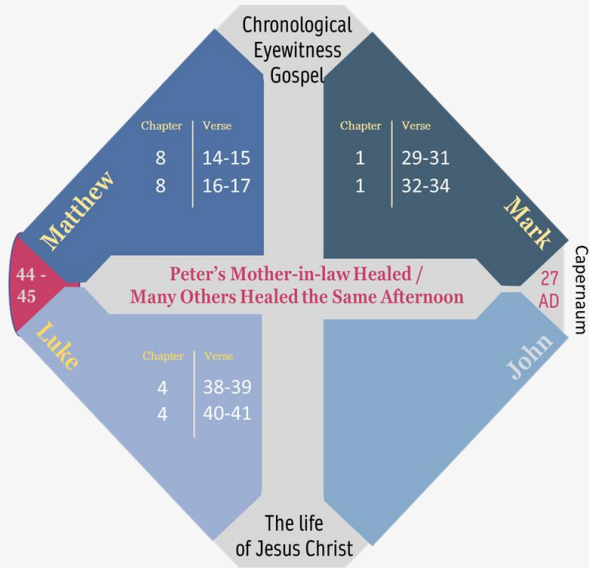 Chronological
Eyewitness
Gospel
Chapter Verse
8 14-15
8 16-17
Matthew
Chapter Verse
1 29-31
1 32-34
Mark
44 -
45
Peter's Mother-in-law Healed /
Many Others Healed the Same Afternoon
27
AD
Capernaum
Luke
Chapter Verse
4 38-39
4 40-41
John
The life
of Jesus Christ